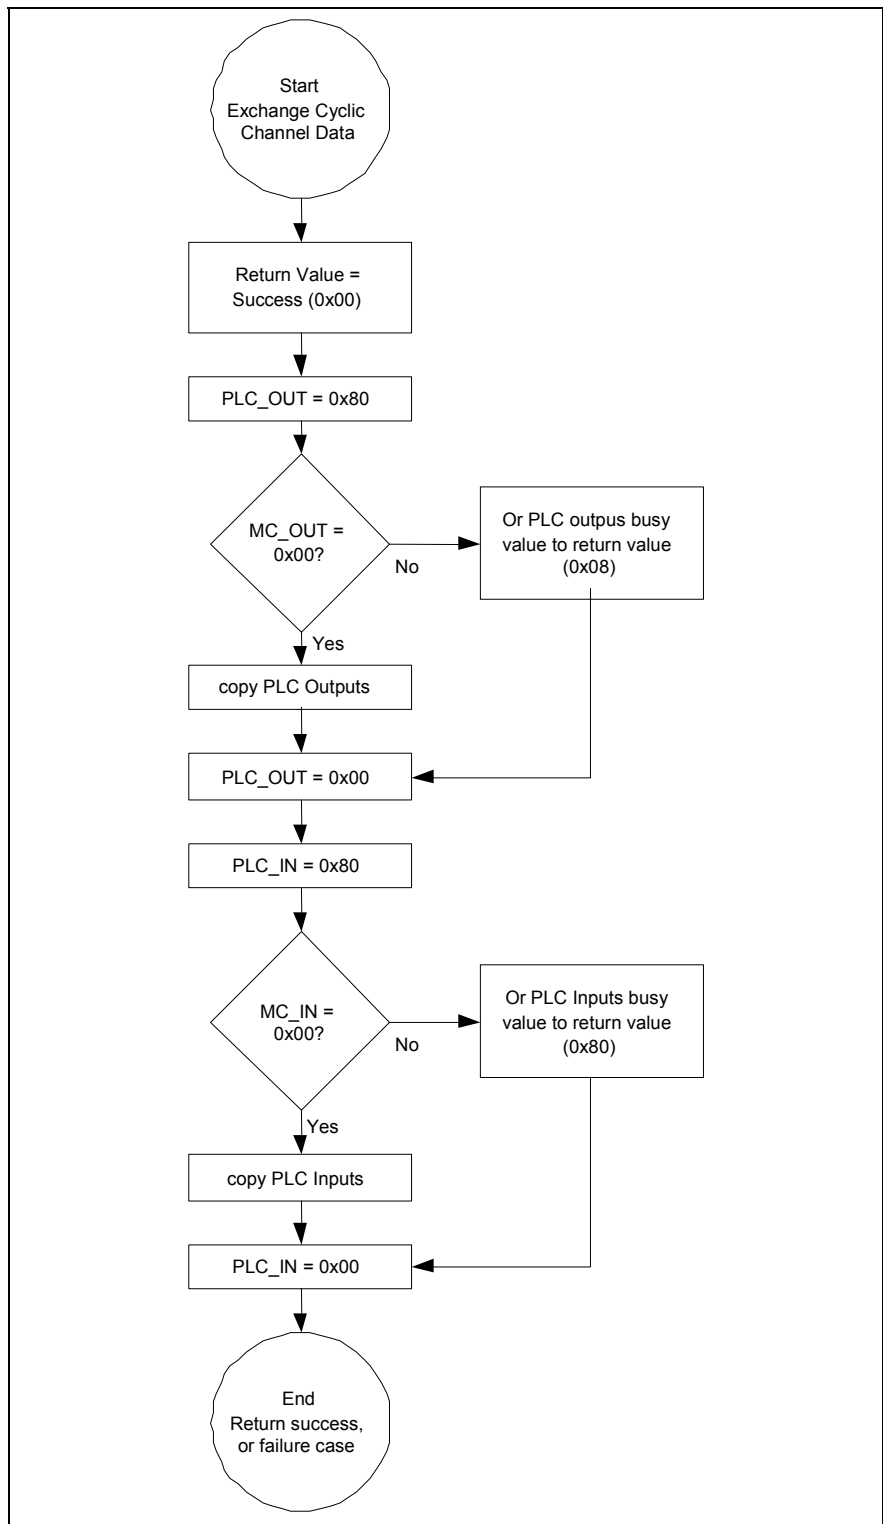 Start
Exchange Cyclic
Channel Data
Return Value =
Success (0x00)
PLC_OUT = 0x80
MC_OUT =
0x00?
No
Or PLC outpus busy
value to return value
(0x08)
Yes
copy PLC Outputs
PLC_OUT = 0x00
PLC_IN = 0x80
MC_IN =
0x00?
No
Or PLC Inputs busy
value to return value
(0x80)
Yes
copy PLC Inputs
PLC_IN = 0x00
End
Return success,
or failure case